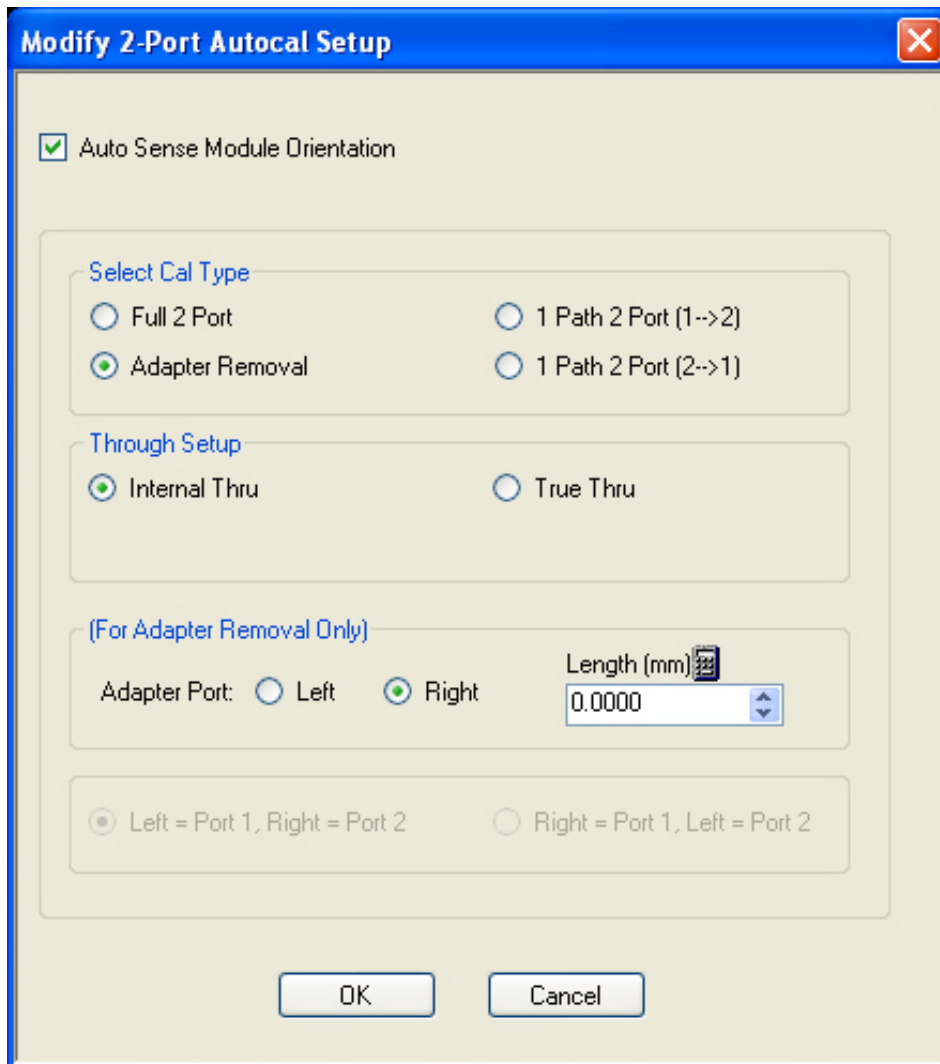 Modify 2-Port Autocal Setup
Auto Sense Module Orientation
Select Cal Type
Full 2 Port
1 Path 2 Port (1-->2)
Adapter Removal
1 Path 2 Port (2-->1)
Through Setup
Internal Thru
True Thru
(For Adapter Removal Only)
Length (mm)
Adapter Port: Left Right
0.0000
Left = Port 1, Right = Port 2
Right = Port 1, Left = Port 2
OK
Cancel